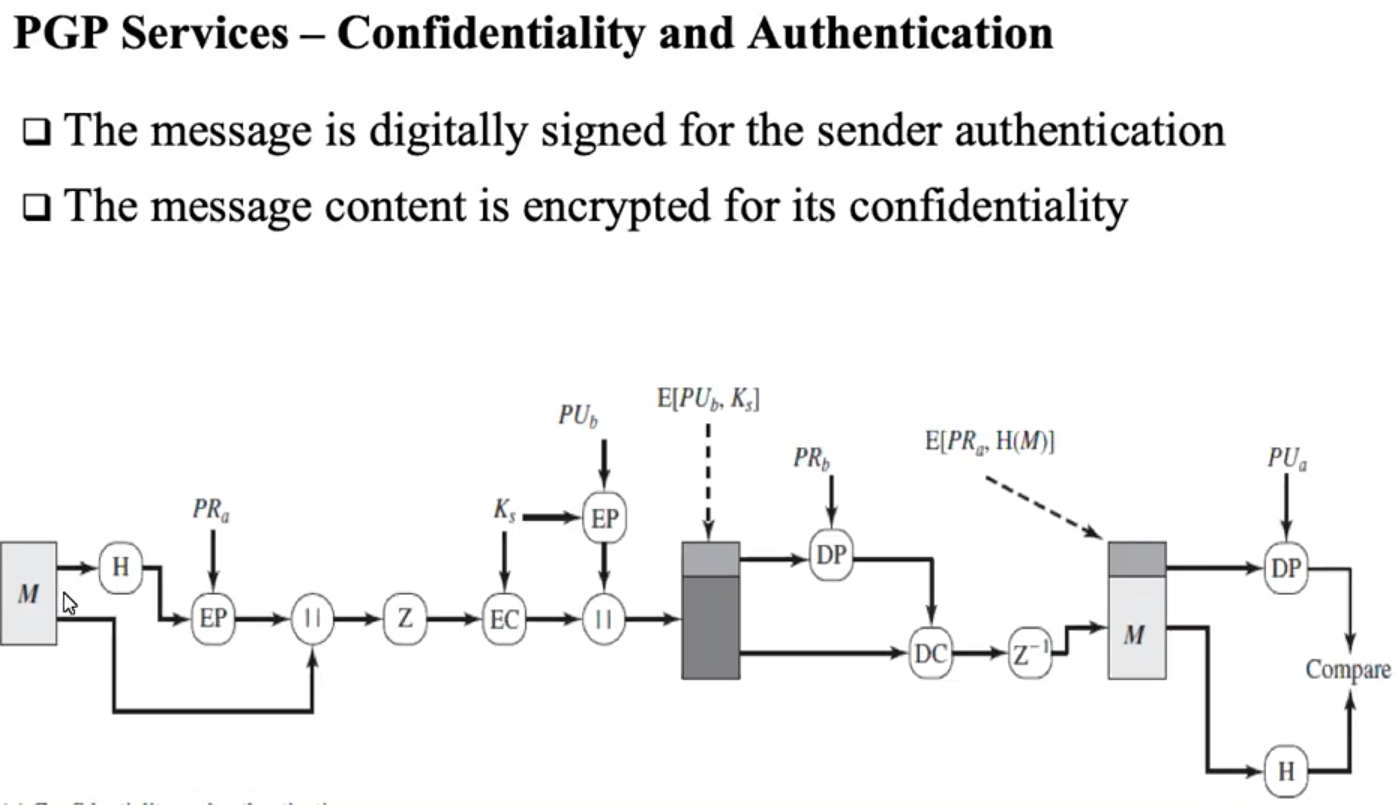 PGP Services – Confidentiality and Authentication
❑ The message is digitally signed for the sender authentication
❑ The message content is encrypted for its confidentiality
E[PU_b, K_s]
PU_b
E[PR_a, H(M)]
PR_b
PU_a
PR_a
K_s
EP
DP
H
DP
M
EP
||
Z
EC
||
DC
Z⁻¹
M
Compare
H